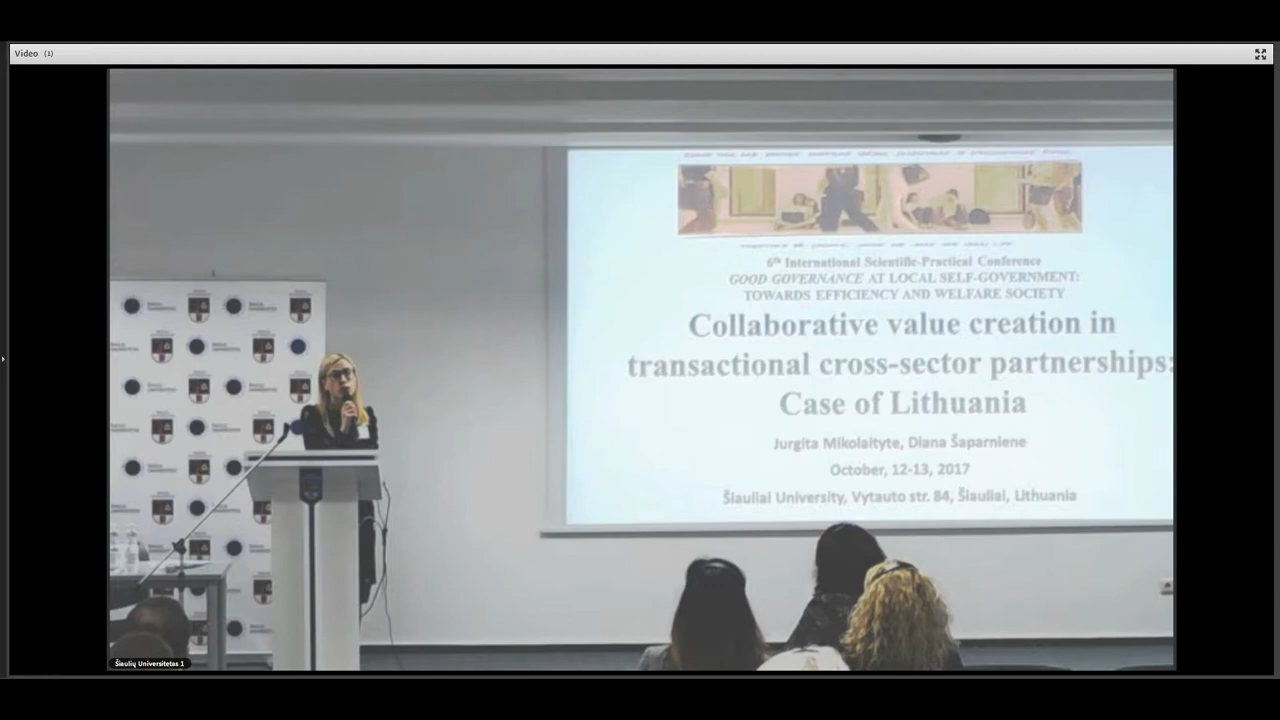 Video (1)
6th International Scientific-Practical Conference
GOOD GOVERNANCE AT LOCAL SELF-GOVERNMENT:
TOWARDS EFFICIENCY AND WELFARE SOCIETY
Collaborative value creation in
transactional cross-sector partnerships:
Case of Lithuania
Jurgita Mikolaityte, Diana Šaparniene
October, 12-13, 2017
Šiauliai University, Vytauto str. 84, Šiauliai, Lithuania
Šiaulių Universitetas 1